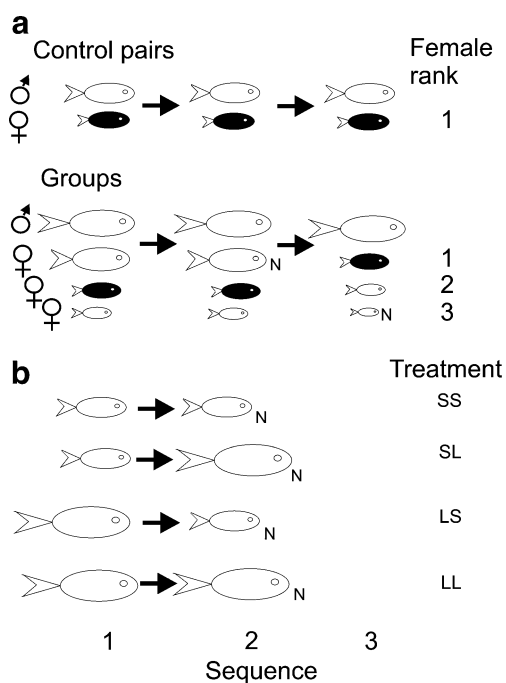 a
Control pairs
Female
rank
♂
♀
1
Groups
♂
♀
N
1
♀
2
♀
3
N
b
Treatment
SS
N
SL
N
LS
N
LL
N
1 2 3
Sequence